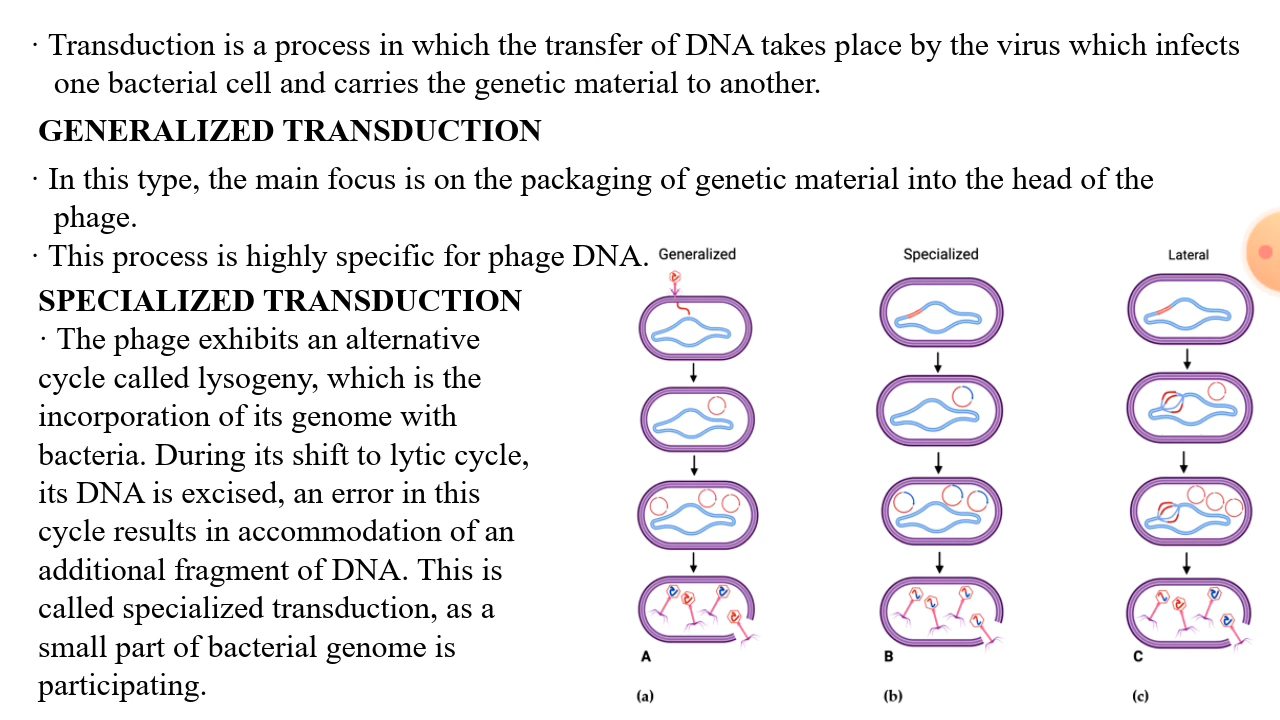 · Transduction is a process in which the transfer of DNA takes place by the virus which infects
one bacterial cell and carries the genetic material to another.
GENERALIZED TRANSDUCTION
· In this type, the main focus is on the packaging of genetic material into the head of the
phage.
· This process is highly specific for phage DNA.
SPECIALIZED TRANSDUCTION
· The phage exhibits an alternative
cycle called lysogeny, which is the
incorporation of its genome with
bacteria. During its shift to lytic cycle,
its DNA is excised, an error in this
cycle results in accommodation of an
additional fragment of DNA. This is
called specialized transduction, as a
small part of bacterial genome is
participating.
Generalized
Specialized
Lateral
A
B
C
(a)
(b)
(c)